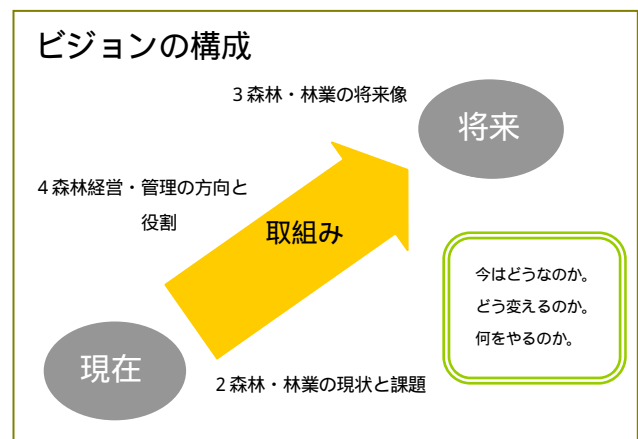 ビジョンの構成
3森林・林業の将来像
将来
4森林経営・管理の方向と
役割
取組み
今はどうなのか。
どう変えるのか。
何をやるのか。
現在
2森林・林業の現状と課題